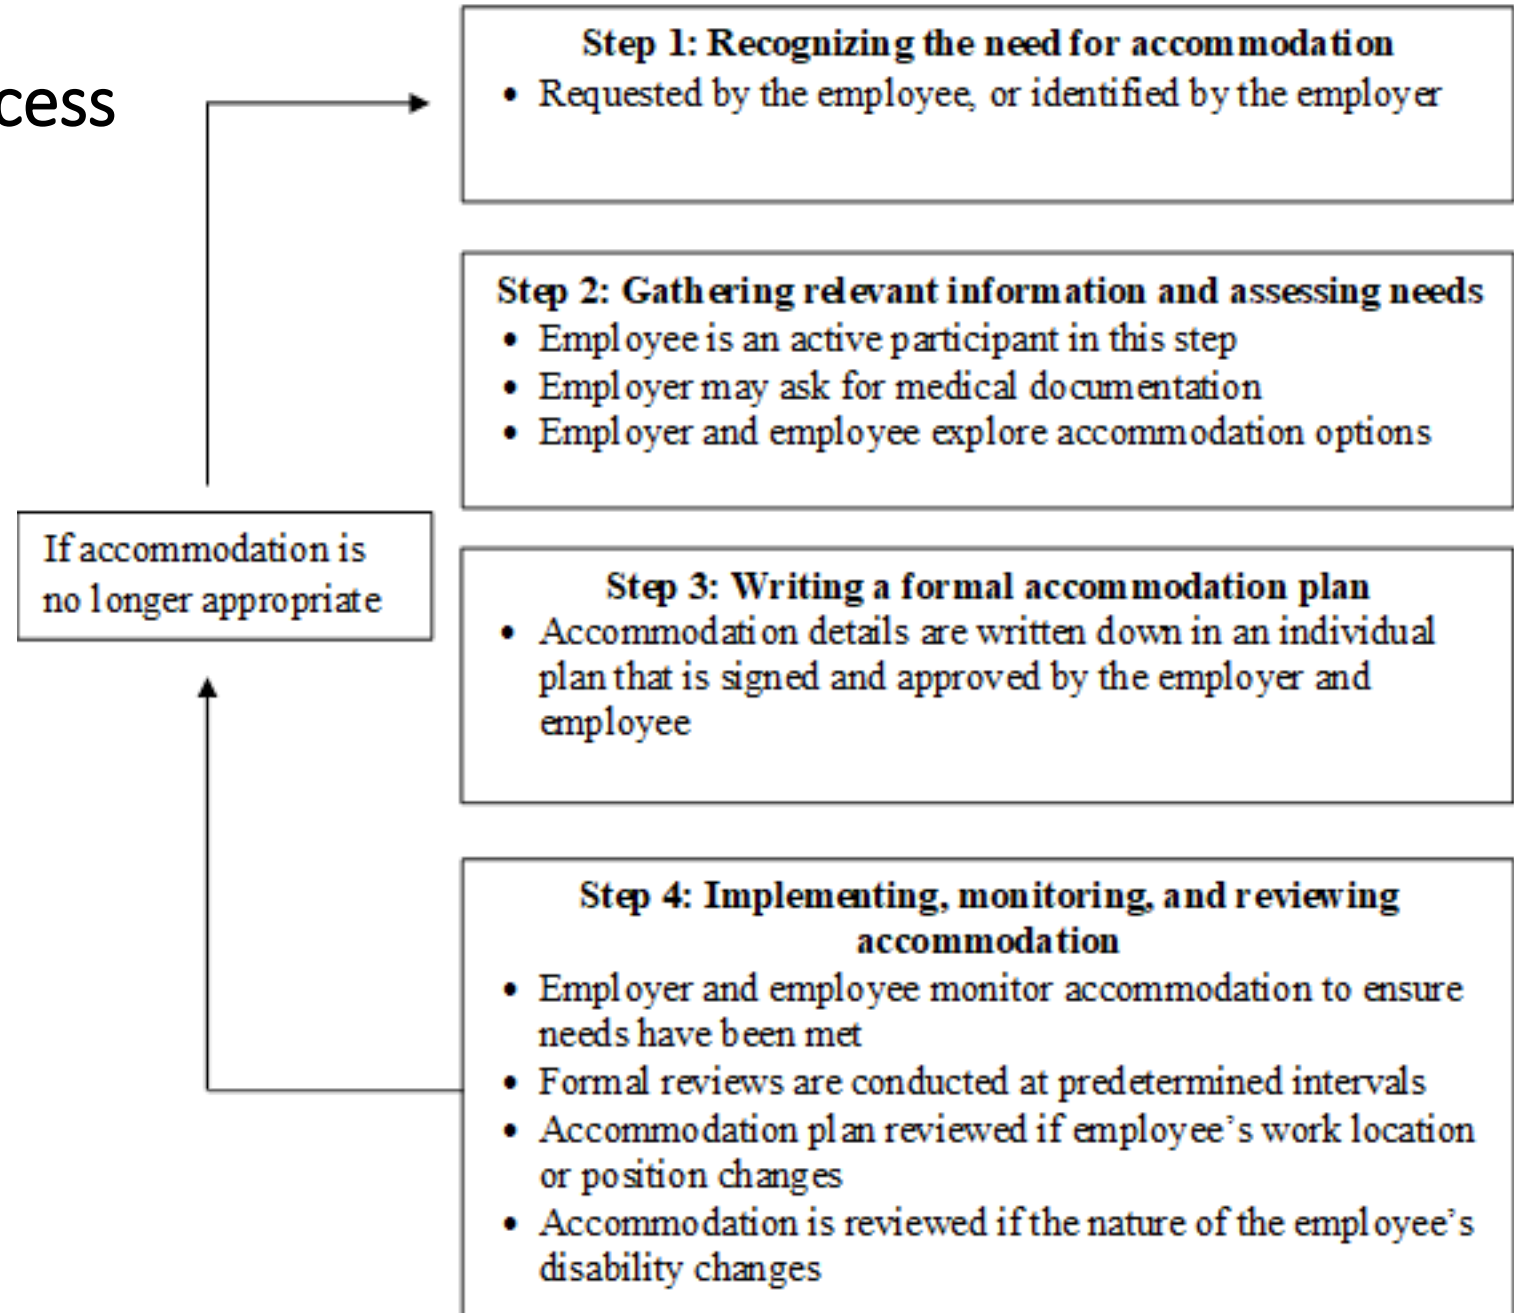 cess
Step 1: Recognizing the need for accommodation
• Requested by the employee, or identified by the employer
Step 2: Gathering relevant information and assessing needs
• Employee is an active participant in this step
• Employer may ask for medical documentation
• Employer and employee explore accommodation options
If accommodation is
no longer appropriate
Step 3: Writing a formal accommodation plan
• Accommodation details are written down in an individual
plan that is signed and approved by the employer and
employee
Step 4: Implementing, monitoring, and reviewing
accommodation
• Employer and employee monitor accommodation to ensure
needs have been met
• Formal reviews are conducted at predetermined intervals
• Accommodation plan reviewed if employee’s work location
or position changes
• Accommodation is reviewed if the nature of the employee’s
disability changes